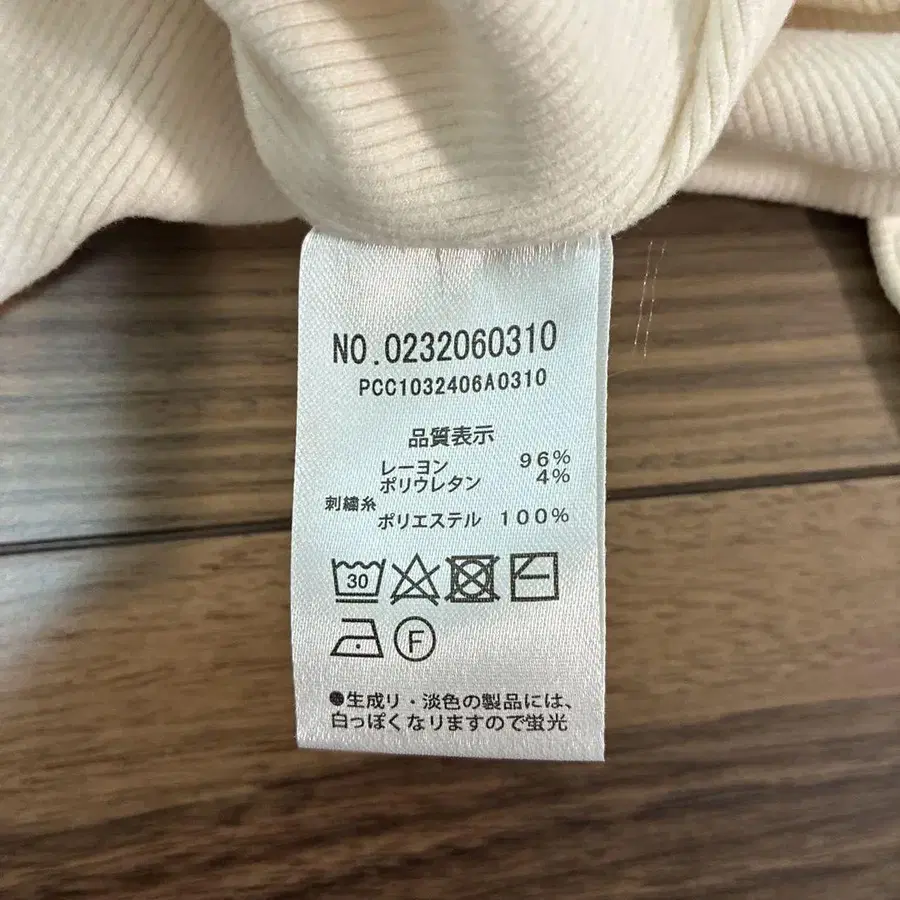 NO.0232060310
PCC1032406A0310
品質表示
レーヨン 96%
ポリウレタン 4%
刺繍糸
ポリエステル 100%
30
F
●生成リ・淡色の製品には、
白っぽくなりますので蛍光